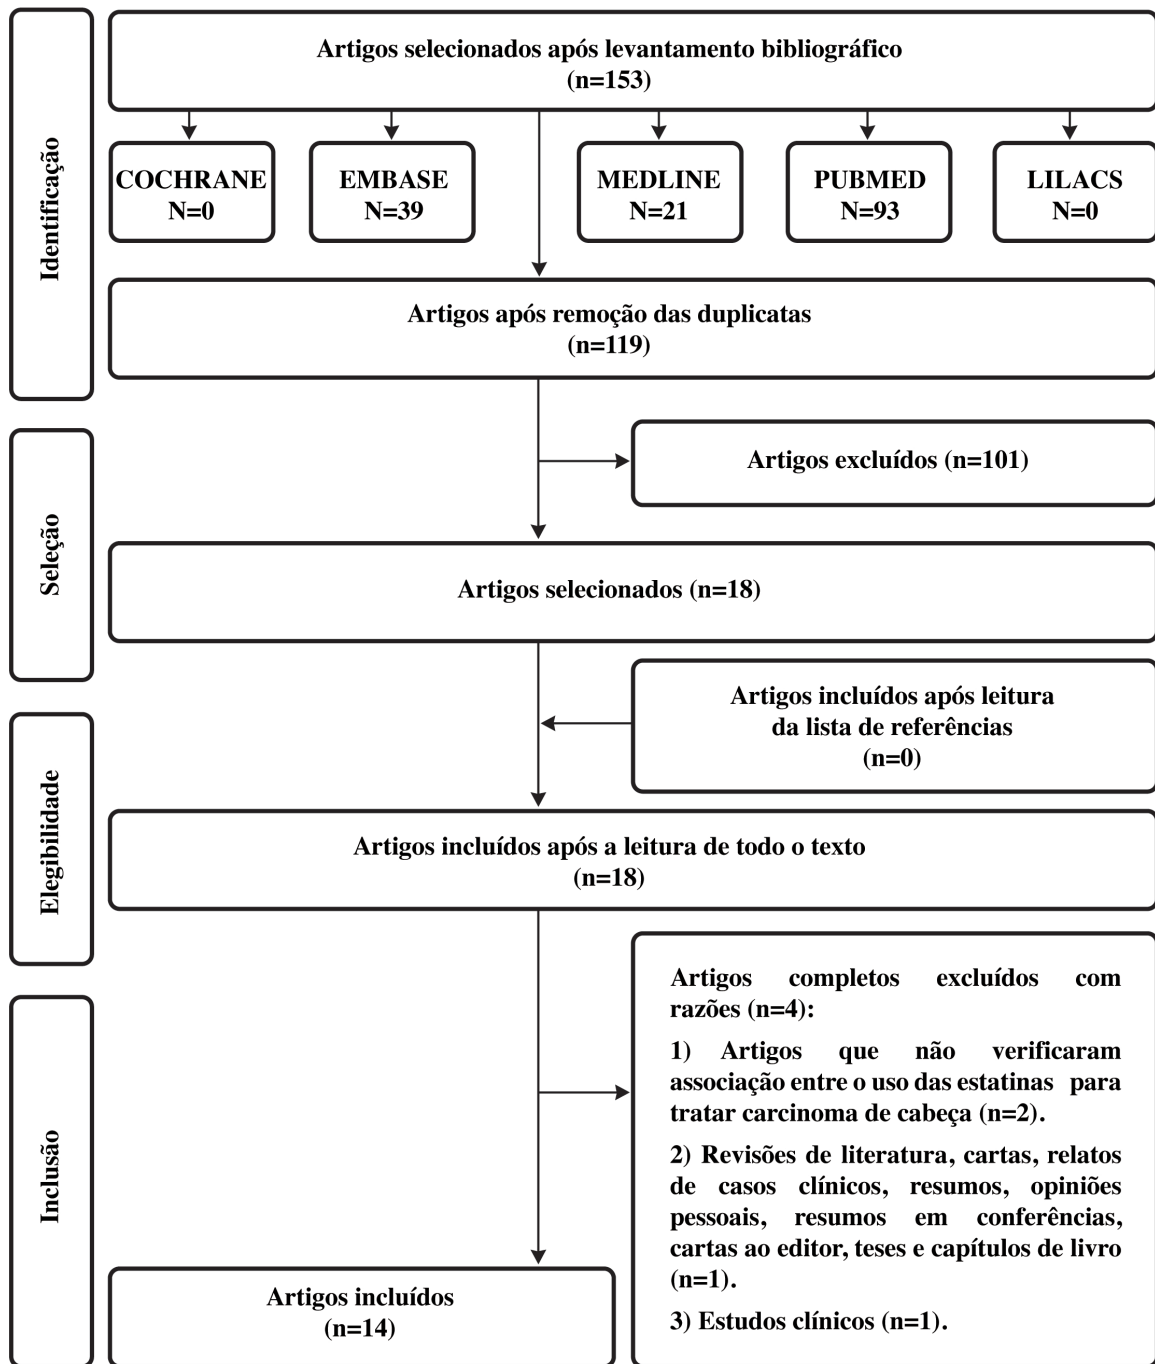 Identificação
Artigos selecionados após levantamento bibliográfico
(n=153)
COCHRANE
N=0
EMBASE
N=39
MEDLINE
N=21
PUBMED
N=93
LILACS
N=0
Artigos após remoção das duplicatas
(n=119)
Seleção
Artigos excluídos (n=101)
Artigos selecionados (n=18)
Elegibilidade
Artigos incluídos após leitura
da lista de referências
(n=0)
Artigos incluídos após a leitura de todo o texto
(n=18)
Inclusão
Artigos completos excluídos com
razões (n=4):
1) Artigos que não verificaram
associação entre o uso das estatinas para
tratar carcinoma de cabeça (n=2).
2) Revisões de literatura, cartas, relatos
de casos clínicos, resumos, opiniões
pessoais, resumos em conferências,
cartas ao editor, teses e capítulos de livro
(n=1).
3) Estudos clínicos (n=1).
Artigos incluídos
(n=14)